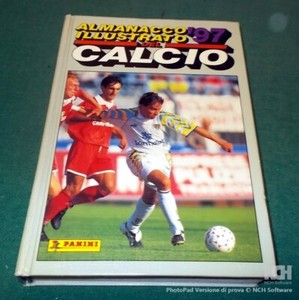 ALMANACCO
ILLUSTRATO '97
DEL
CALCIO
PANINI
NCH
PhotoPad Versione di prova © NCH Software